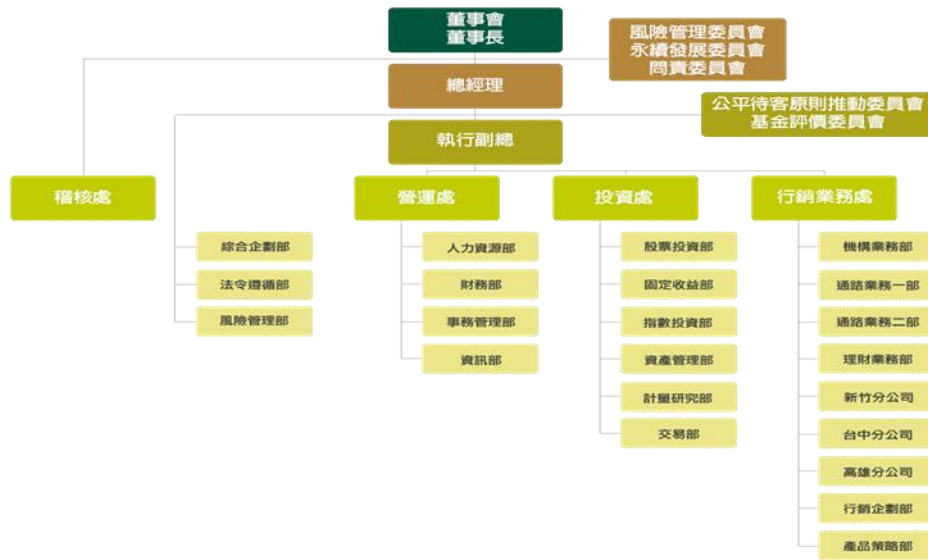 董事會
董事長
風險管理委員會
永續發展委員會
問責委員會
總經理
公平待客原則推動委員會
基金評價委員會
執行副總
稽核處
營運處
投資處
行銷業務處
綜合企劃部
法令遵循部
風險管理部
人力資源部
財務部
事務管理部
資訊部
股票投資部
固定收益部
指數投資部
資產管理部
計量研究部
交易部
機構業務部
通路業務一部
通路業務二部
理財業務部
新竹分公司
台中分公司
高雄分公司
行銷企劃部
產品策略部